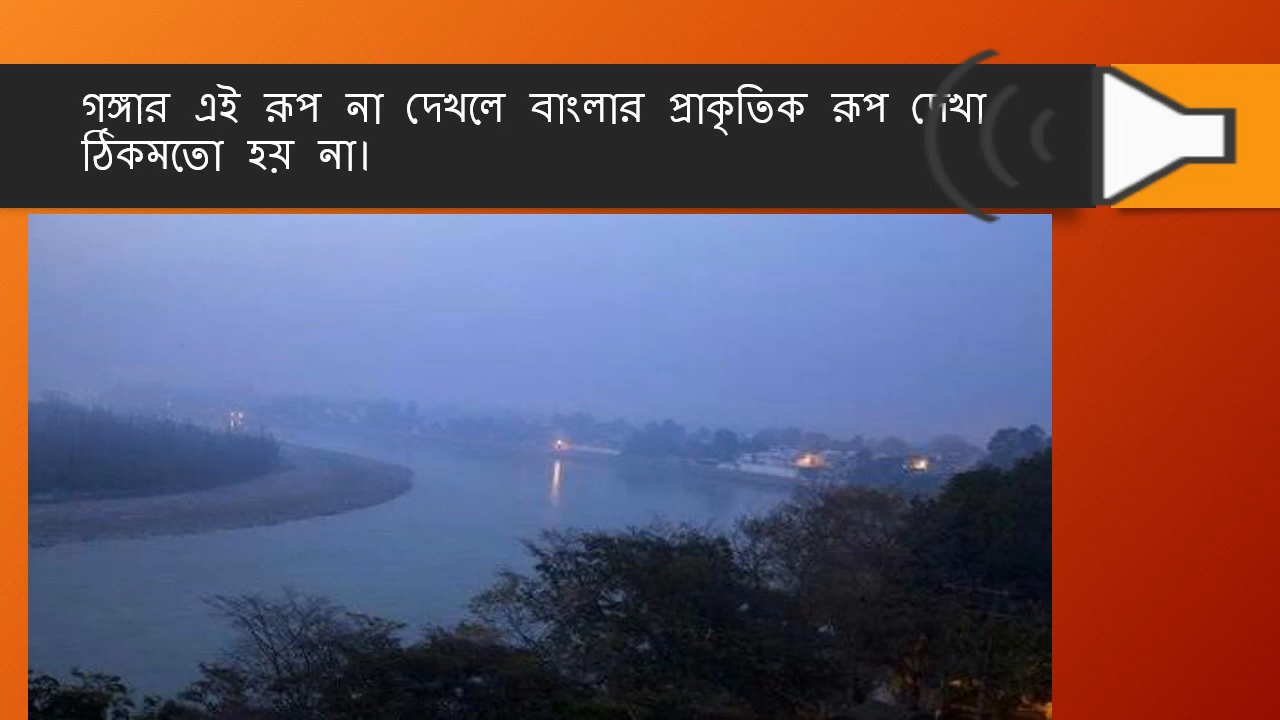 গঙ্গার এই রূপ না দেখলে বাংলার প্রাকৃতিক রূপ দেখা
ঠিকমতো হয় না।